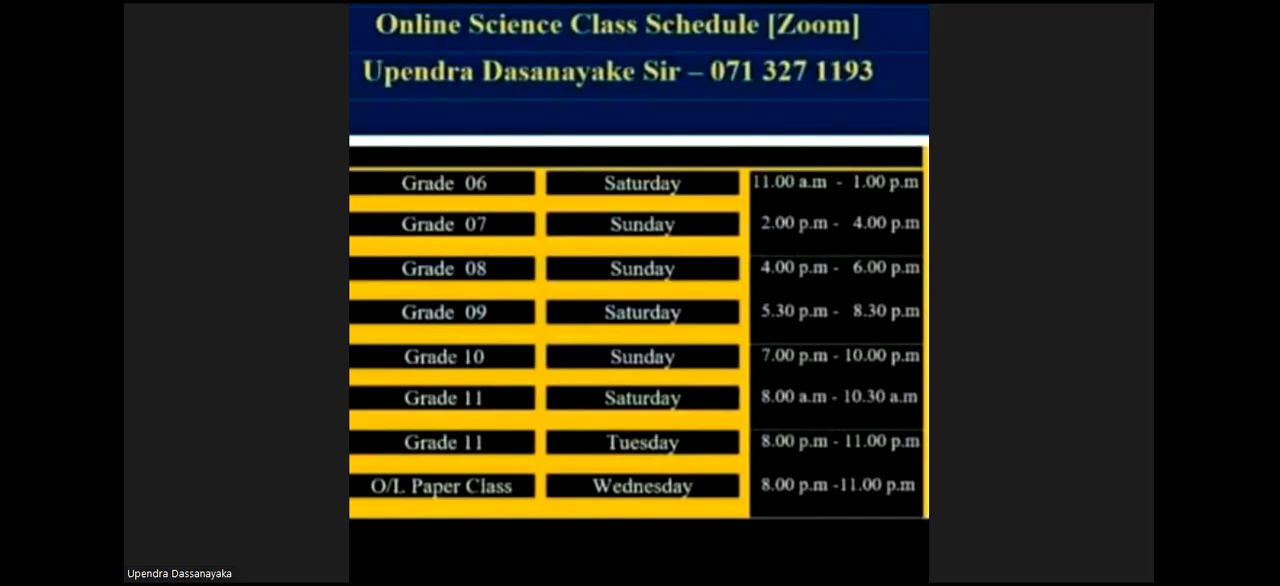 Online Science Class Schedule [Zoom]
Upendra Dasanayake Sir – 071 327 1193
Grade 06 Saturday 11.00 a.m - 1.00 p.m
Grade 07 Sunday 2.00 p.m - 4.00 p.m
Grade 08 Sunday 4.00 p.m - 6.00 p.m
Grade 09 Saturday 5.30 p.m - 8.30 p.m
Grade 10 Sunday 7.00 p.m - 10.00 p.m
Grade 11 Saturday 8.00 a.m - 10.30 a.m
Grade 11 Tuesday 8.00 p.m - 11.00 p.m
O/L Paper Class Wednesday 8.00 p.m -11.00 p.m
Upendra Dassanayaka